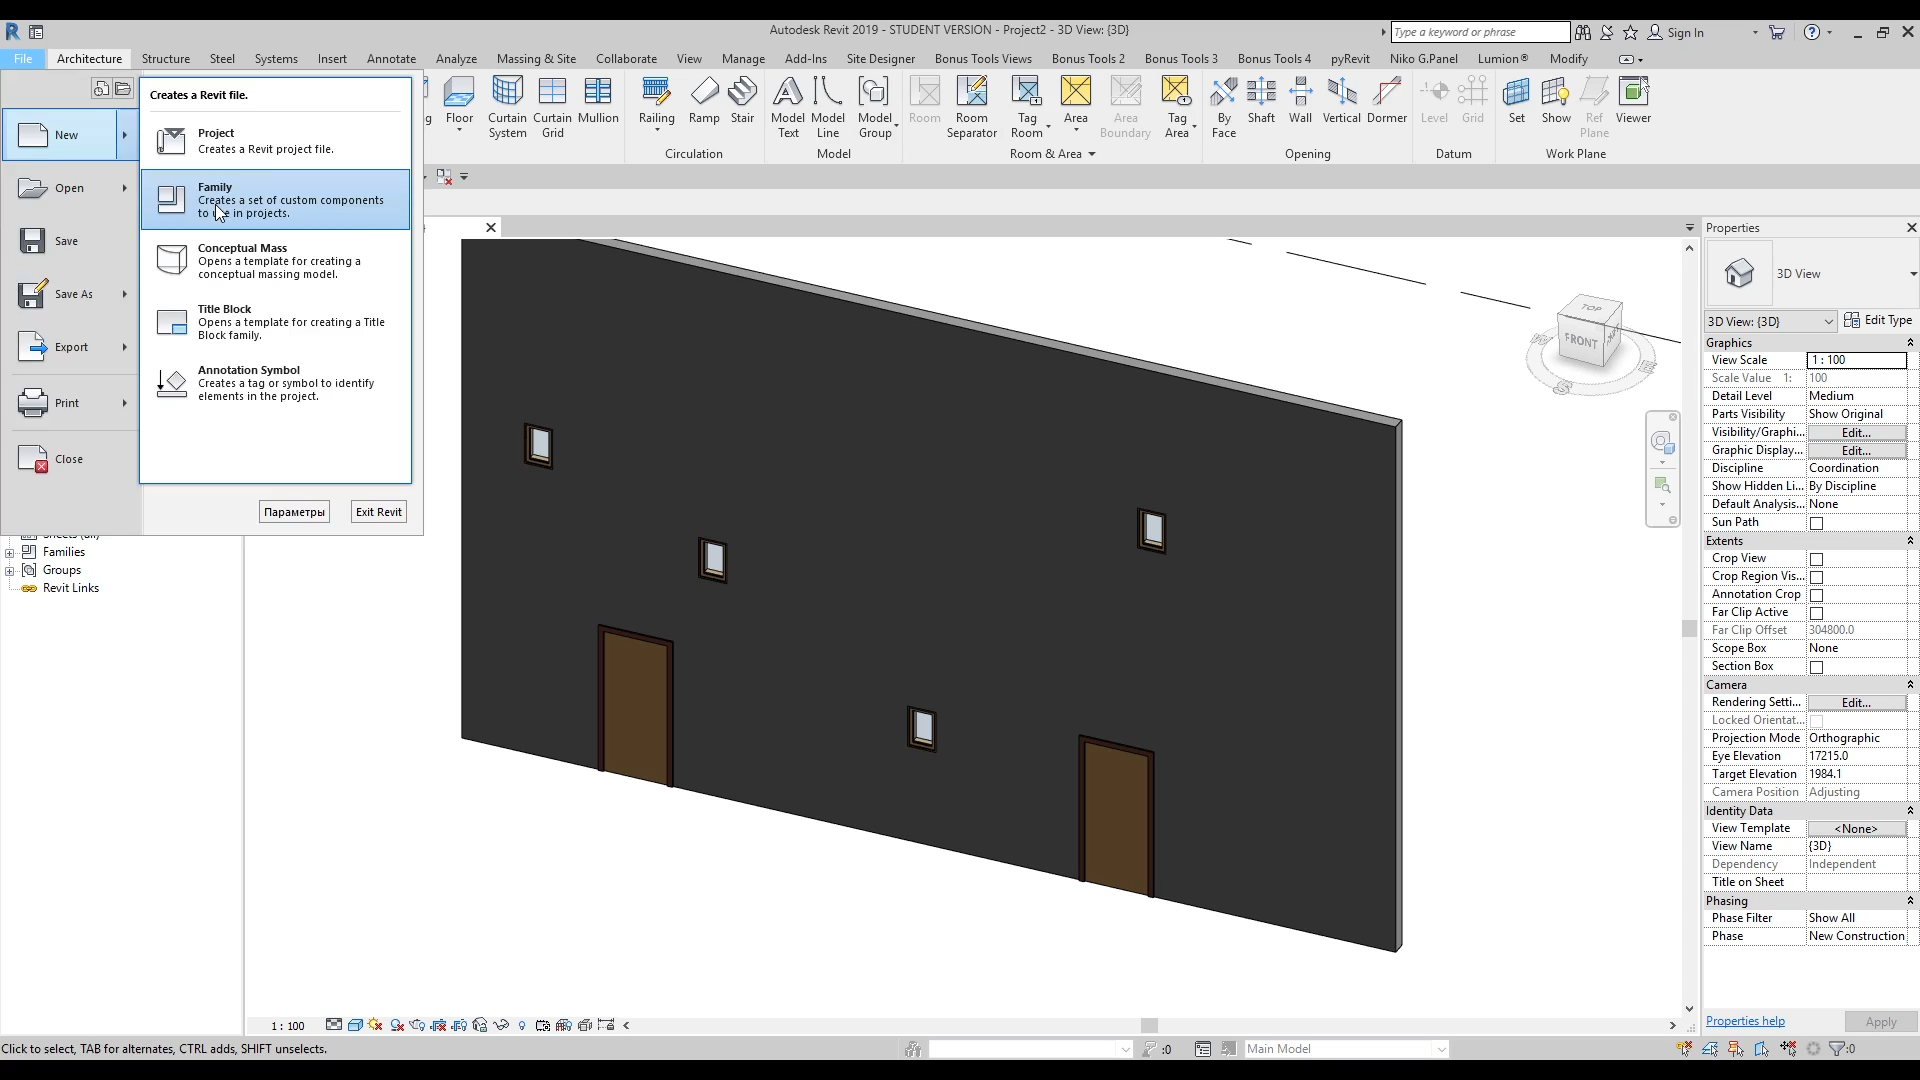 Autodesk Revit 2019 - STUDENT VERSION - Project2 - 3D View: {3D}
Type a keyword or phrase
Sign In
File Architecture Structure Steel Systems Insert Annotate Analyze Massing & Site Collaborate View Manage Add-Ins Site Designer Bonus Tools Views Bonus Tools 2 Bonus Tools 3 Bonus Tools 4 pyRevit Niko G.Panel Lumion® Modify
Creates a Revit file.
New
Project
Creates a Revit project file.
Family
Creates a set of custom components
to use in projects.
Conceptual Mass
Opens a template for creating a
conceptual massing model.
Title Block
Opens a template for creating a Title
Block family.
Annotation Symbol
Creates a tag or symbol to identify
elements in the project.
Open
Save
Save As
Export
Print
Close
Параметры
Exit Revit
Floor
Curtain System
Curtain Grid
Mullion
Railing
Ramp
Stair
Circulation
Model Text
Model Line
Model Group
Model
Room
Room Separator
Tag Room
Area
Area Boundary
Tag Area
Room & Area
By Face
Shaft
Wall
Vertical
Dormer
Opening
Level
Grid
Datum
Set
Show
Ref Plane
Viewer
Work Plane
Families
Groups
Revit Links
TOP
FRONT
S
E
Properties
3D View
3D View: {3D}
Edit Type
Graphics
View Scale 1 : 100
Scale Value 1: 100
Detail Level Medium
Parts Visibility Show Original
Visibility/Graphi... Edit...
Graphic Display... Edit...
Discipline Coordination
Show Hidden Li... By Discipline
Default Analysis... None
Sun Path
Extents
Crop View
Crop Region Vis...
Annotation Crop
Far Clip Active
Far Clip Offset 304800.0
Scope Box None
Section Box
Camera
Rendering Setti... Edit...
Locked Orientat...
Projection Mode Orthographic
Eye Elevation 17215.0
Target Elevation 1984.1
Camera Position Adjusting
Identity Data
View Template <None>
View Name {3D}
Dependency Independent
Title on Sheet
Phasing
Phase Filter Show All
Phase New Construction
Properties help
Apply
1 : 100
Click to select, TAB for alternates, CTRL adds, SHIFT unselects.
:0
Main Model
:0